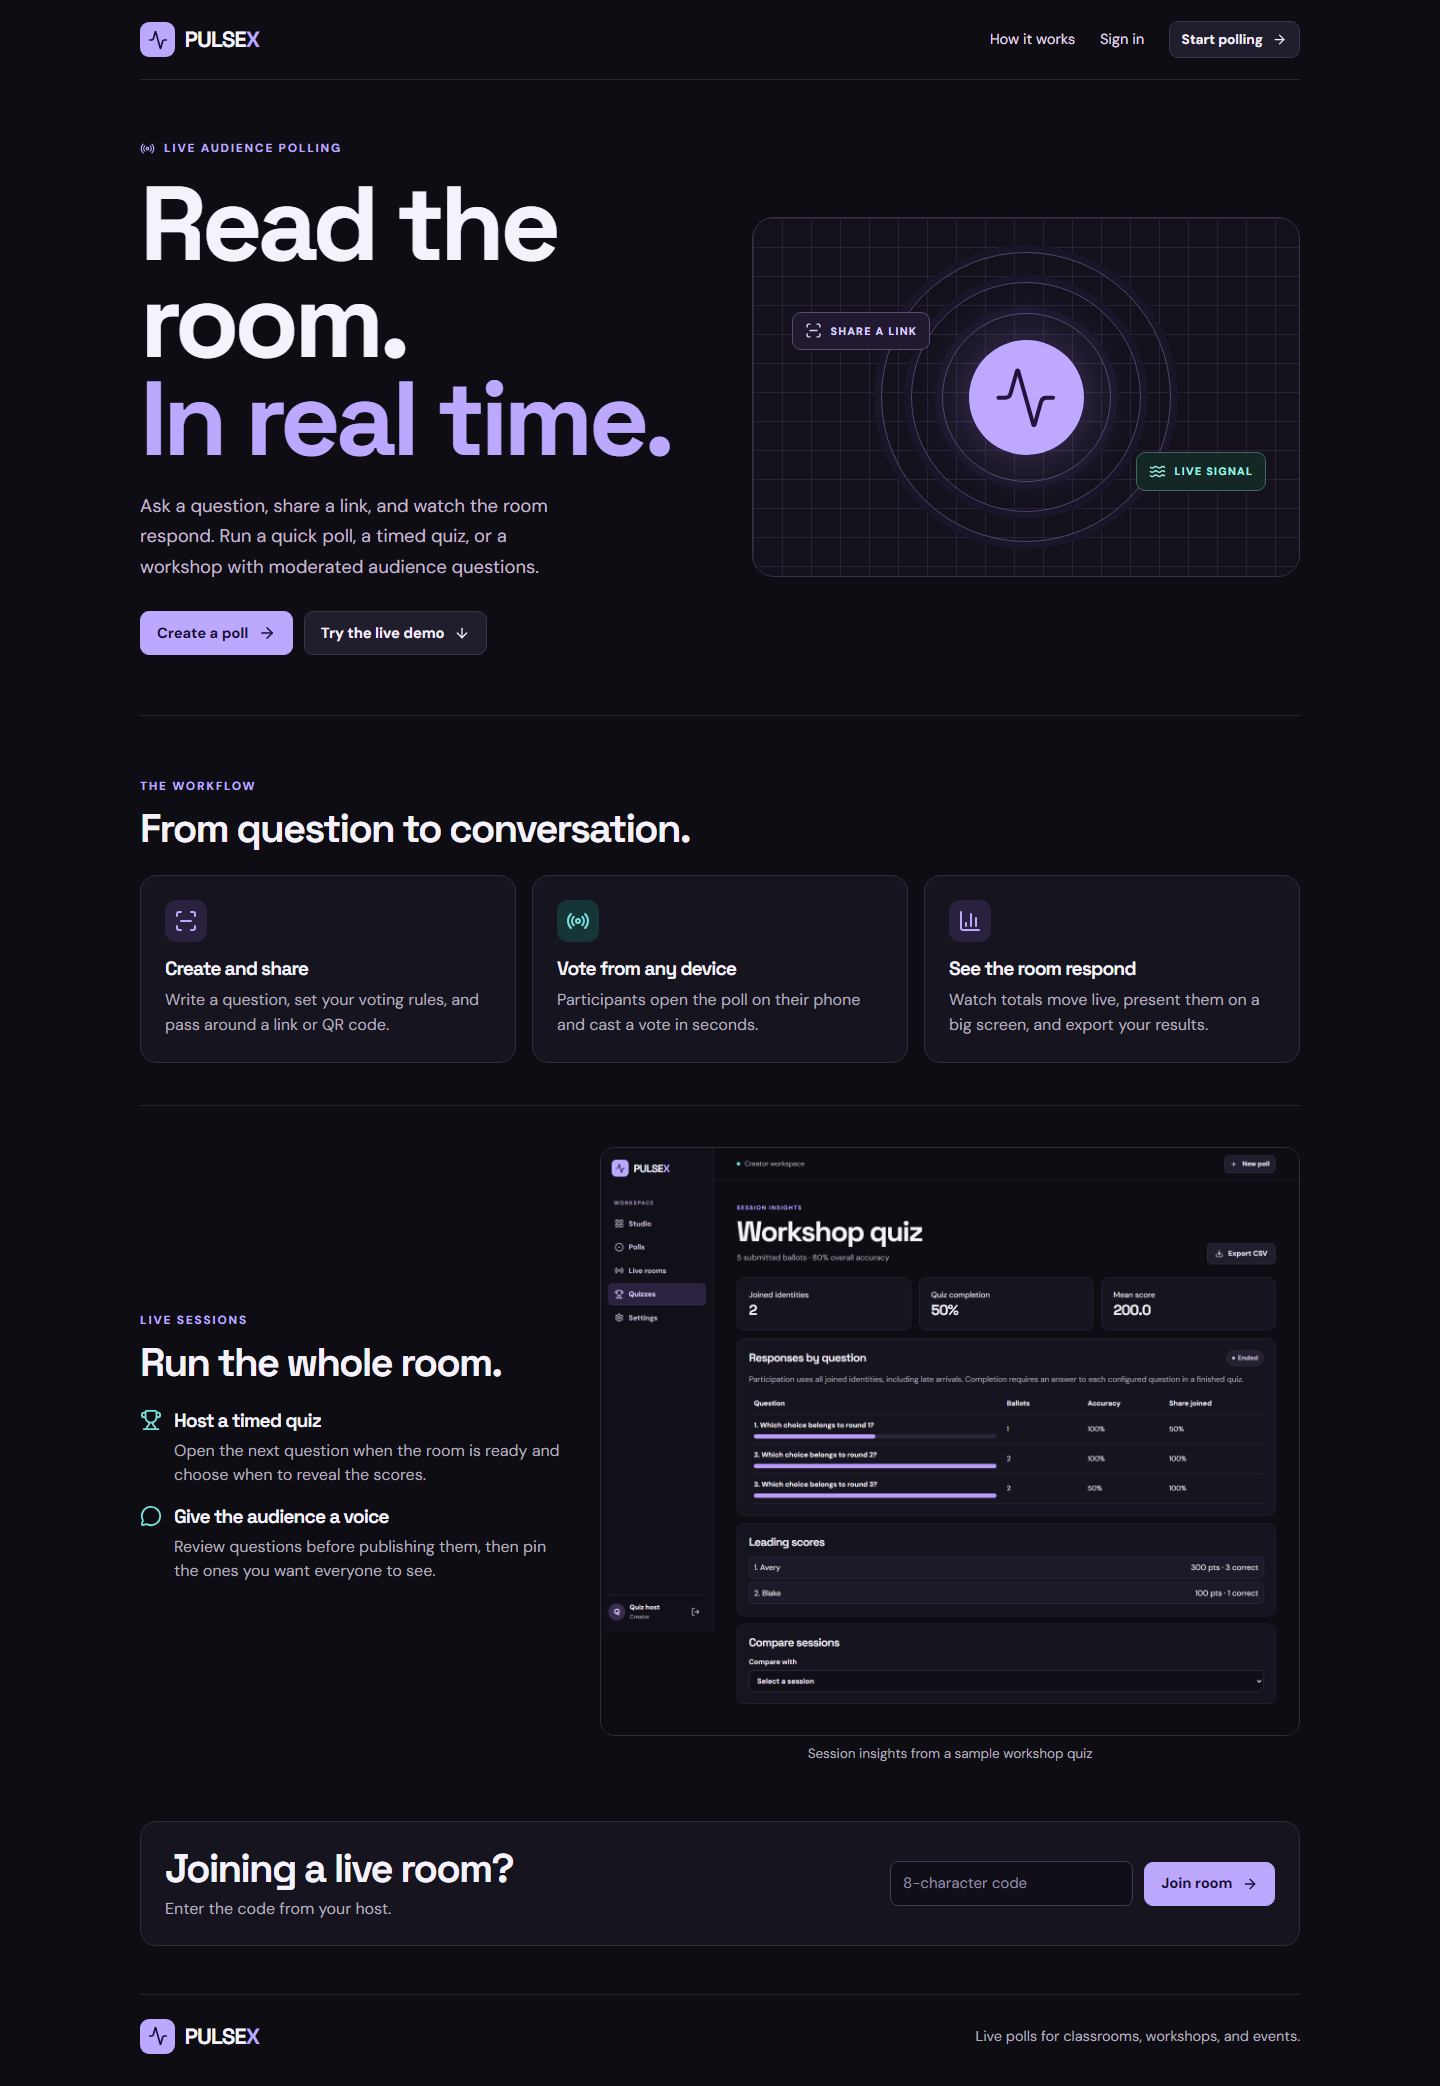 PULSEX
How it works
Sign in
Start polling
LIVE AUDIENCE POLLING
Read the
room.
In real time.
Ask a question, share a link, and watch the room
respond. Run a quick poll, a timed quiz, or a
workshop with moderated audience questions.
Create a poll
Try the live demo
SHARE A LINK
LIVE SIGNAL
THE WORKFLOW
From question to conversation.
Create and share
Write a question, set your voting rules, and
pass around a link or QR code.
Vote from any device
Participants open the poll on their phone
and cast a vote in seconds.
See the room respond
Watch totals move live, present them on a
big screen, and export your results.
LIVE SESSIONS
Run the whole room.
Host a timed quiz
Open the next question when the room is ready and
choose when to reveal the scores.
Give the audience a voice
Review questions before publishing them, then pin
the ones you want everyone to see.
PULSEX
WORKSPACE
Studio
Polls
Live rooms
Quizzes
Settings
Q
Quiz host
Creator
Creator workspace
New poll
SESSION INSIGHTS
Workshop quiz
5 submitted ballots · 80% overall accuracy
Export CSV
Joined identities
2
Quiz completion
50%
Mean score
200.0
Responses by question
Ended
Participation uses all joined identities, including late arrivals. Completion requires an answer to each configured question in a finished quiz.
Question Ballots Accuracy Share joined
1. Which choice belongs to round 1? 1 100% 50%
2. Which choice belongs to round 2? 2 100% 100%
3. Which choice belongs to round 3? 2 50% 100%
Leading scores
1. Avery 300 pts · 3 correct
2. Blake 100 pts · 1 correct
Compare sessions
Compare with
Select a session
Session insights from a sample workshop quiz
Joining a live room?
Enter the code from your host.
8-character code
Join room
PULSEX
Live polls for classrooms, workshops, and events.